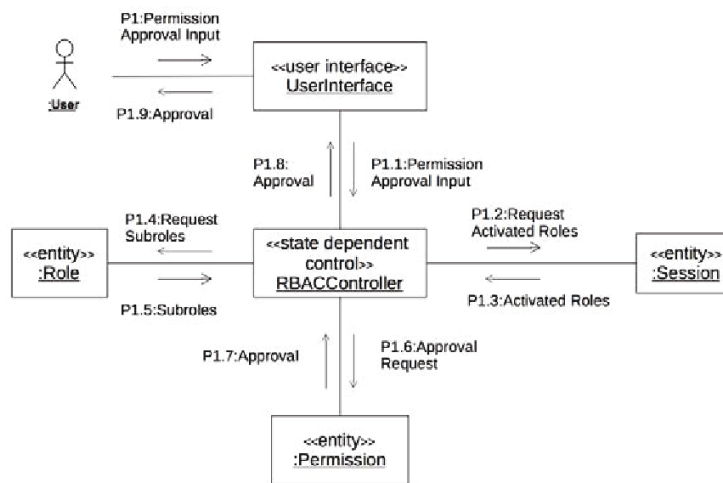 P1:Permission
Approval Input
<<user interface>>
UserInterface
:User
P1.9:Approval
P1.8:
Approval
P1.1:Permission
Approval Input
P1.4:Request
Subroles
P1.2:Request
Activated Roles
<<entity>>
:Role
<<state dependent
control>>
RBACController
<<entity>>
:Session
P1.5:Subroles
P1.3:Activated Roles
P1.7:Approval
P1.6:Approval
Request
<<entity>>
:Permission